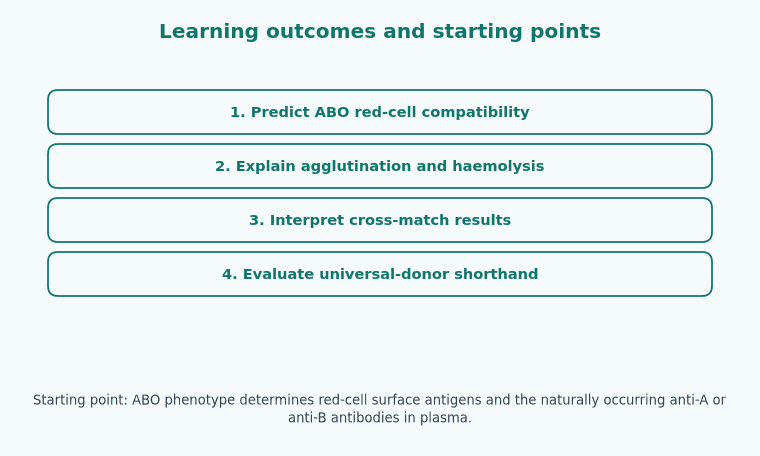 Learning outcomes and starting points
1. Predict ABO red-cell compatibility
2. Explain agglutination and haemolysis
3. Interpret cross-match results
4. Evaluate universal-donor shorthand
Starting point: ABO phenotype determines red-cell surface antigens and the naturally occurring anti-A or
anti-B antibodies in plasma.